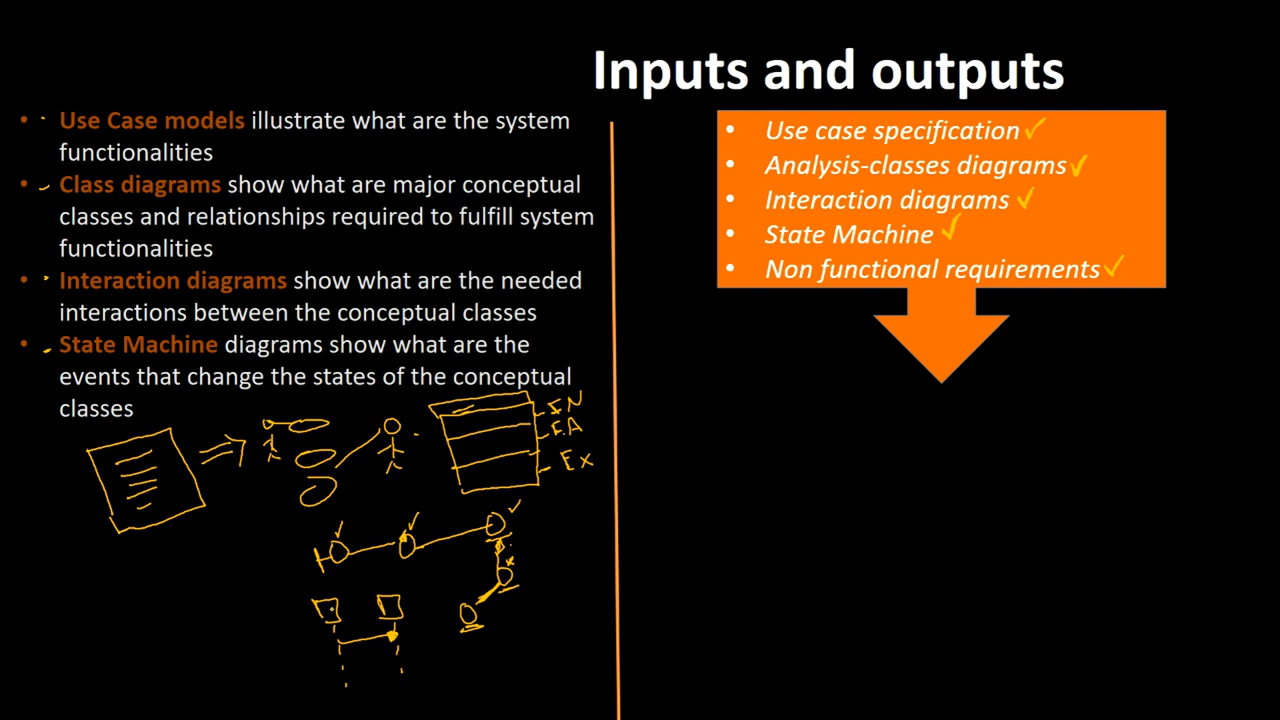 Inputs and outputs
• Use Case models illustrate what are the system
functionalities
• Class diagrams show what are major conceptual
classes and relationships required to fulfill system
functionalities
• Interaction diagrams show what are the needed
interactions between the conceptual classes
• State Machine diagrams show what are the
events that change the states of the conceptual
classes
• Use case specification
• Analysis-classes diagrams
• Interaction diagrams
• State Machine
• Non functional requirements
EX